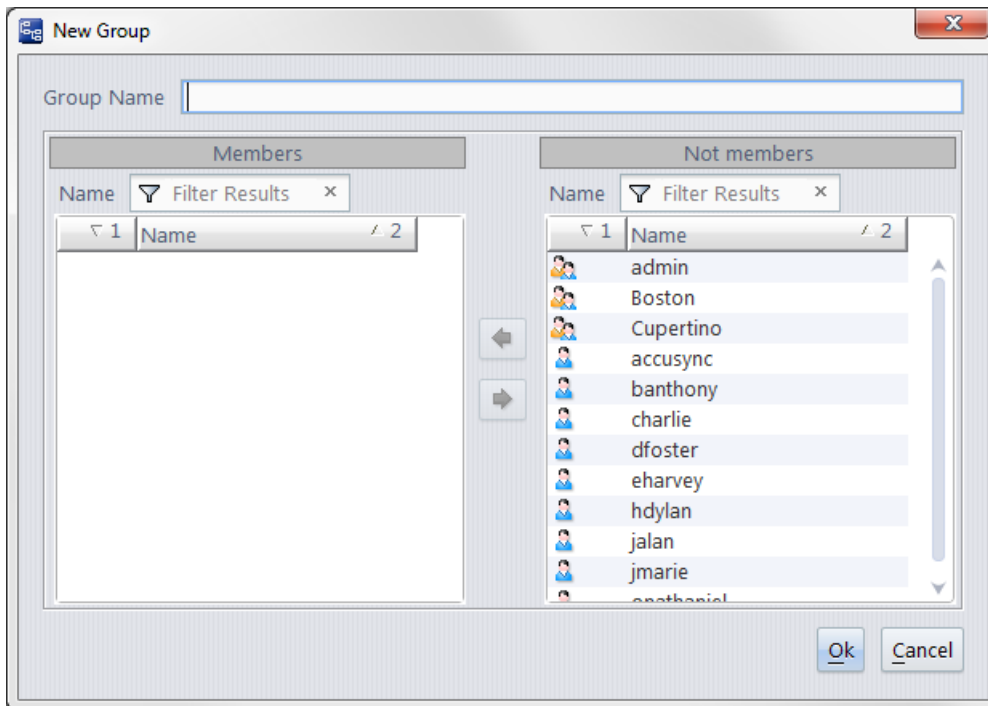 New Group
Group Name
Members
Not members
Name Filter Results ×
Name Filter Results ×
1 Name 2
1 Name 2
admin
Boston
Cupertino
accusync
banthony
charlie
dfoster
eharvey
hdylan
jalan
jmarie
Ok
Cancel